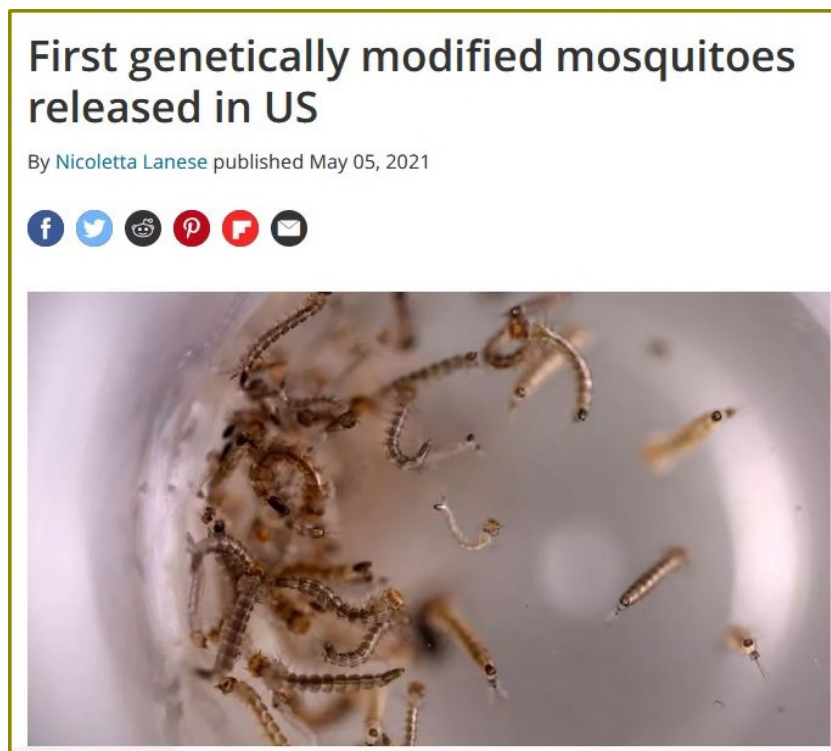 First genetically modified mosquitoes
released in US
By Nicoletta Lanese published May 05, 2021